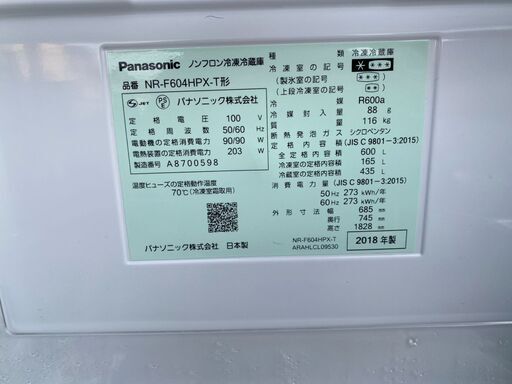 Panasonic ノンフロン冷凍冷蔵庫
品番 NR-F604HPX-T形
JET PSE パナソニック株式会社
定格電圧 100 V
定格周波数 50/60 Hz
電動機の定格消費電力 90/90 W
電熱装置の定格消費電力 203 W
製造番号 A8700598
温度ヒューズの定格動作温度
70℃(冷凍室霜取用)
パナソニック株式会社 日本製
種類 冷凍冷蔵庫
冷凍室の記号
(製氷室の記号
(上段冷凍室の記号
冷媒 R600a
冷媒封入量 88 g
質量 116 kg
断熱発泡ガス シクロペンタン
定格内容積 (JIS C 9801-3:2015)
全定格内容積 600 L
冷凍室の定格内容積 165 L
冷蔵室の定格内容積 435 L
消費電力量 (JIS C 9801-3:2015)
50Hz 273 kWh/年
60Hz 273 kWh/年
外形寸法 幅 685 mm
奥行 745 mm
高さ 1828 mm
NR-F604HPX-T
ARAHLCL09530
2018年製